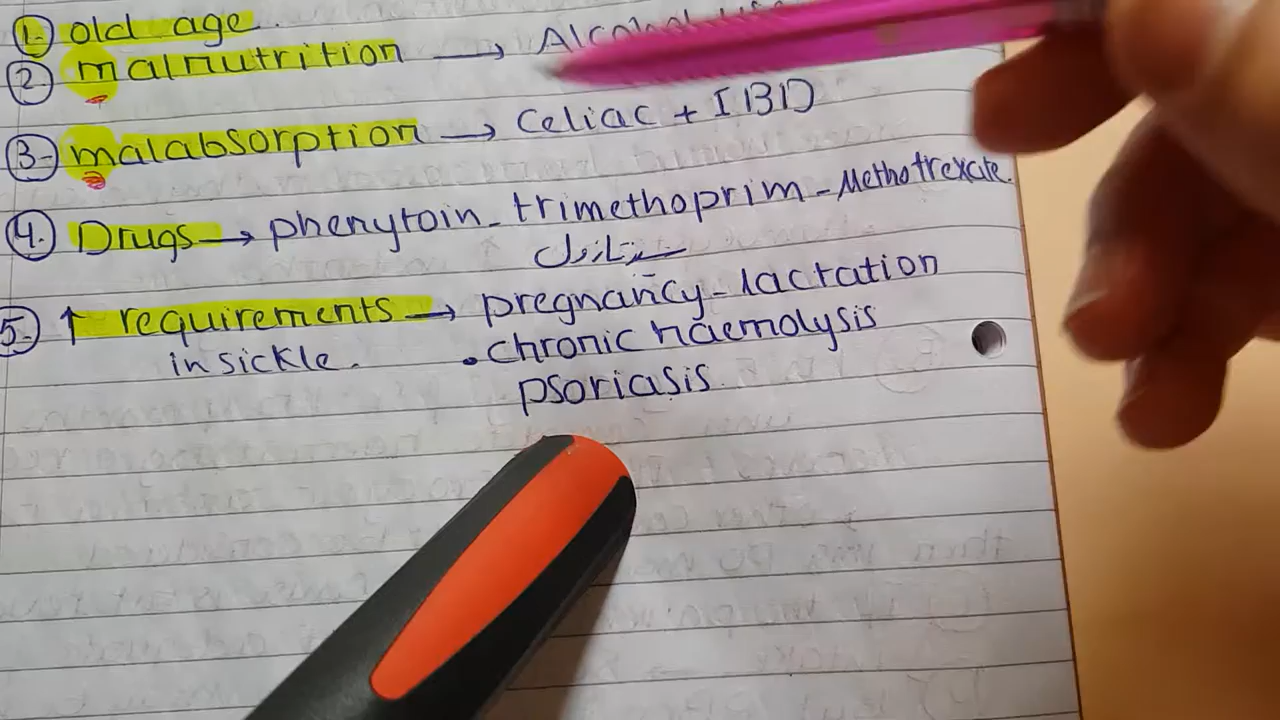 1. old age
2 malnutrition →
3- malabsorption → Celiac + IBD
4. Drugs → phenytoin - trimethoprim - Methotrexate.
سبتازول
5. ↑ requirements → pregnancy - lactation
in sickle. • chronic haemolysis
psoriasis